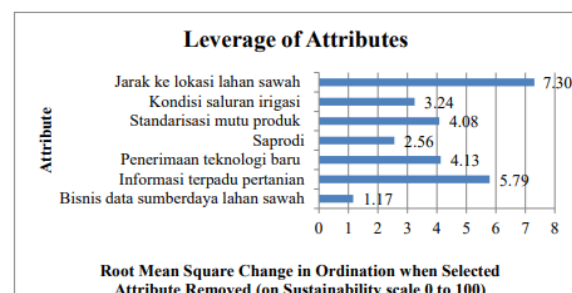 Leverage of Attributes
Attribute
Jarak ke lokasi lahan sawah 7.30
Kondisi saluran irigasi 3.24
Standarisasi mutu produk 4.08
Saprodi 2.56
Penerimaan teknologi baru 4.13
Informasi terpadu pertanian 5.79
Bisnis data sumberdaya lahan sawah 1.17
0 1 2 3 4 5 6 7 8
Root Mean Square Change in Ordination when Selected
Attribute Removed (on Sustainability scale 0 to 100)